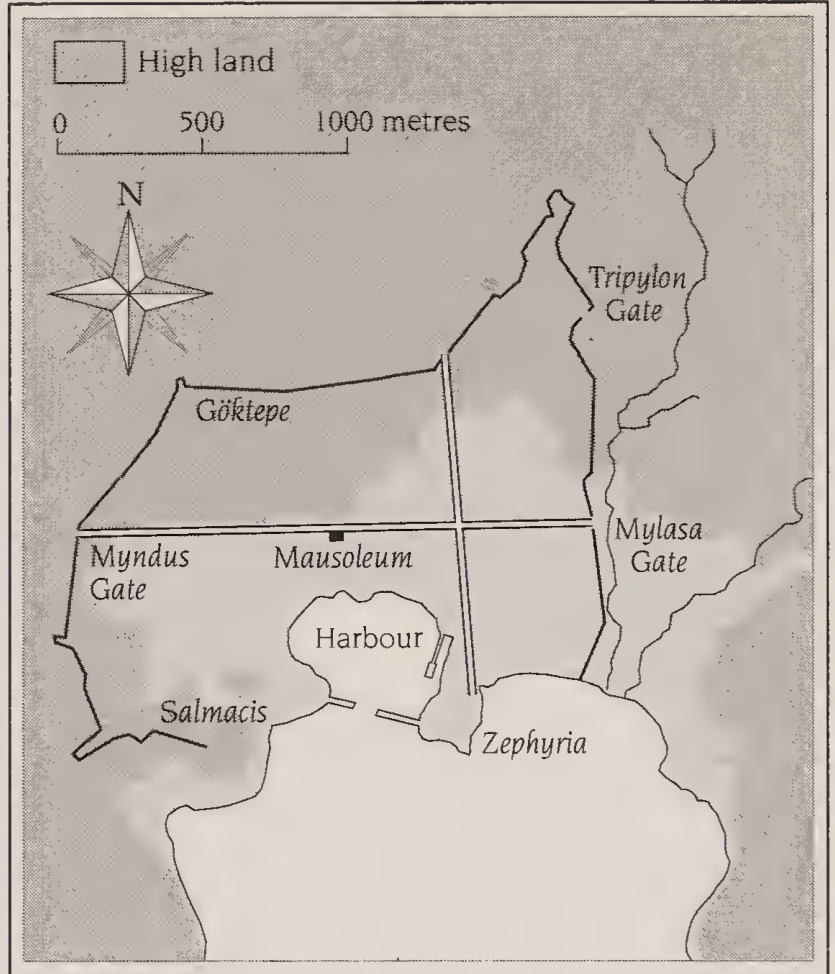 High land
0 500 1000 metres
N
Tripylon
Gate
Göktepe
Myndus
Gate
Mausoleum
Mylasa
Gate
Harbour
Salmacis
Zephyria